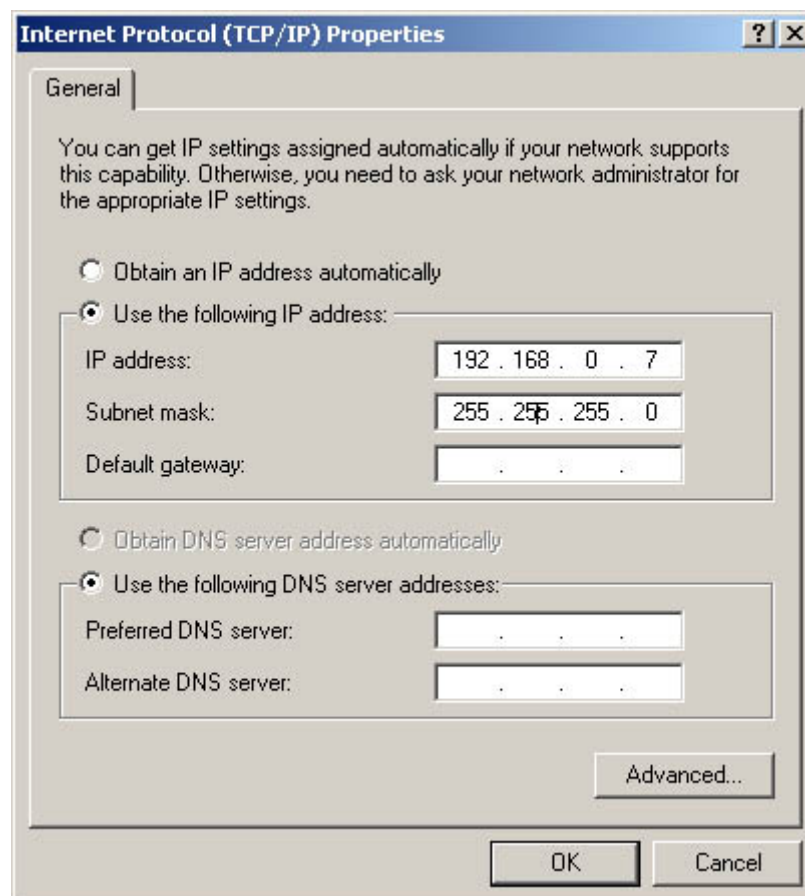 Internet Protocol (TCP/IP) Properties
General
You can get IP settings assigned automatically if your network supports
this capability. Otherwise, you need to ask your network administrator for
the appropriate IP settings.
Obtain an IP address automatically
Use the following IP address:
IP address: 192 . 168 . 0 . 7
Subnet mask: 255 . 255 . 255 . 0
Default gateway: . . .
Obtain DNS server address automatically
Use the following DNS server addresses:
Preferred DNS server: . . .
Alternate DNS server: . . .
Advanced...
OK Cancel